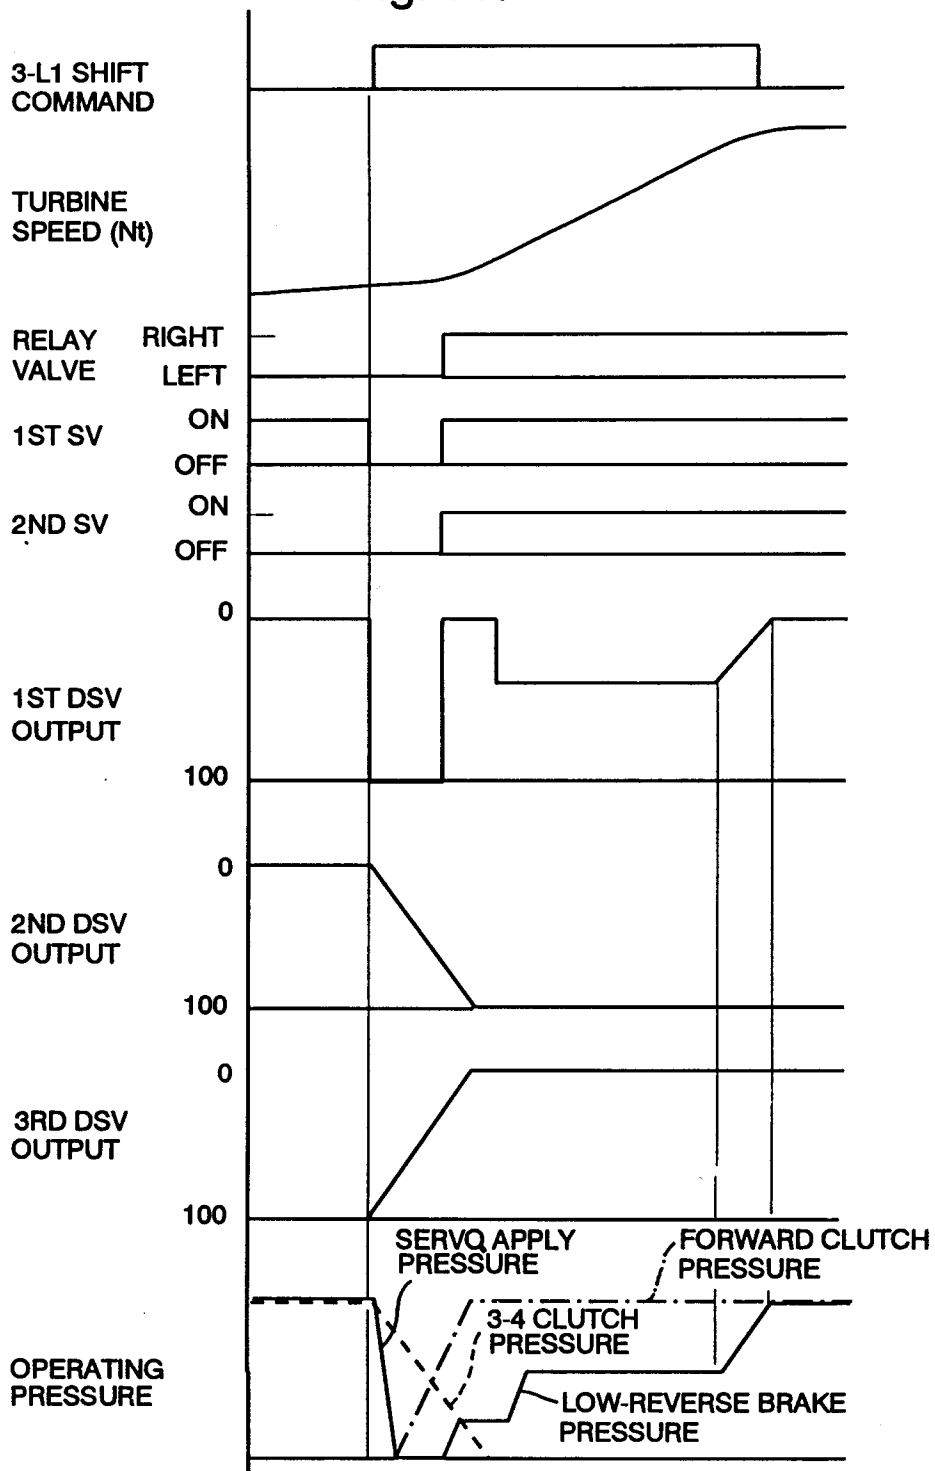 3-L1 SHIFT
COMMAND
TURBINE
SPEED (Nt)
RELAY
VALVE
RIGHT
LEFT
1ST SV
ON
OFF
2ND SV
ON
OFF
0
1ST DSV
OUTPUT
100
0
2ND DSV
OUTPUT
100
0
3RD DSV
OUTPUT
100
SERVO APPLY
PRESSURE
FORWARD CLUTCH
PRESSURE
3-4 CLUTCH
PRESSURE
OPERATING
PRESSURE
LOW-REVERSE BRAKE
PRESSURE